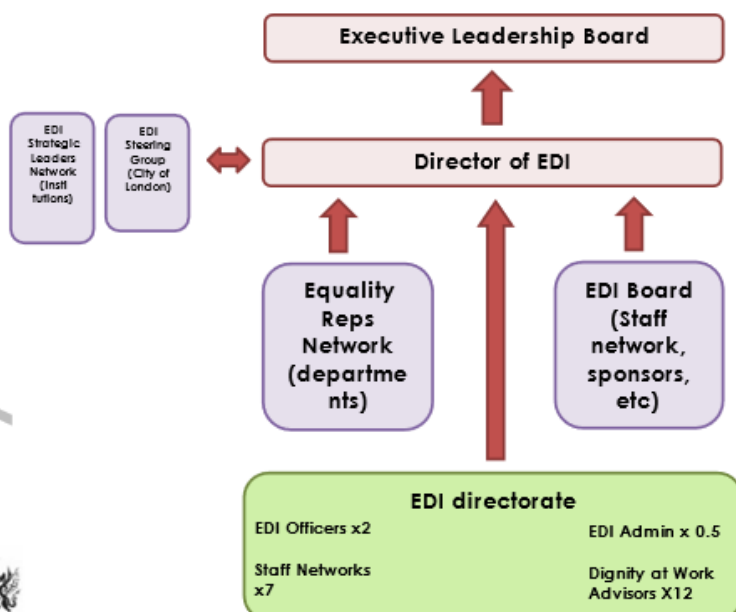 Executive Leadership Board
EDI
Strategic
Leaders
Network
(Insti
tutions)
EDI
Steering
Group
(City of
London)
Director of EDI
Equality
Reps
Network
(departme
nts)
EDI Board
(Staff
network,
sponsors,
etc)
EDI directorate
EDI Officers x2
EDI Admin x 0.5
Staff Networks
x7
Dignity at Work
Advisors X12